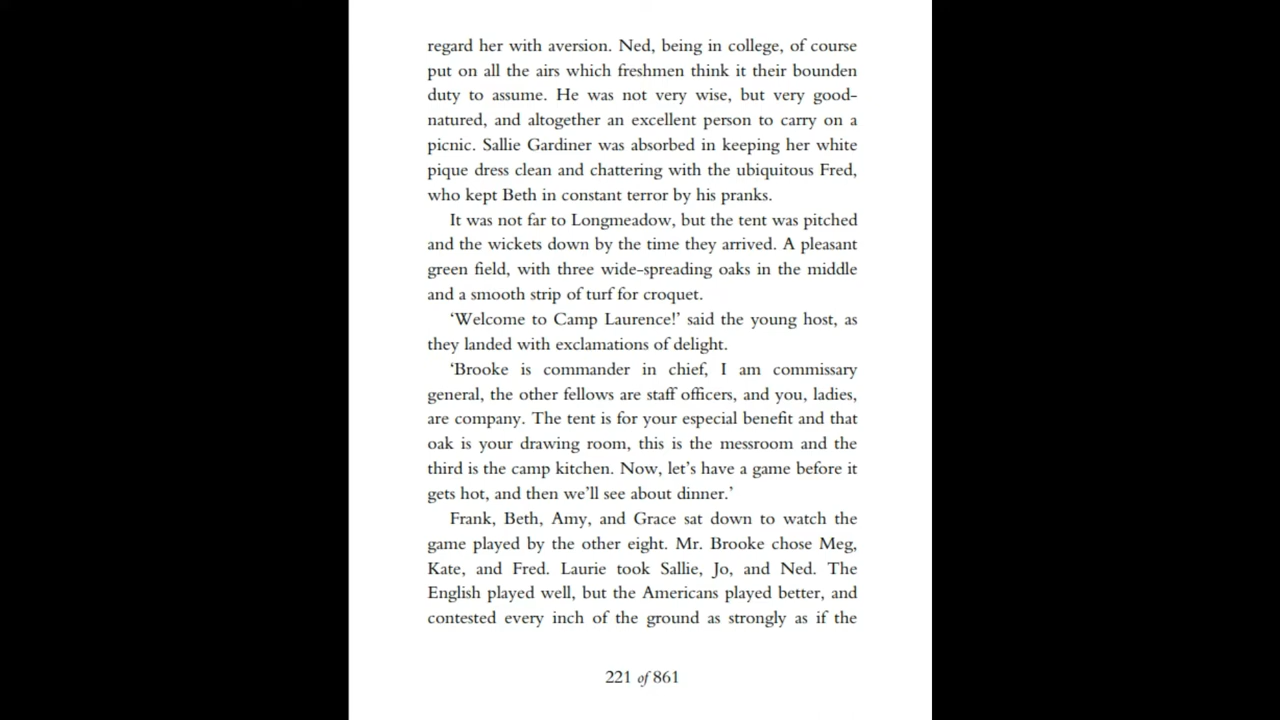 regard her with aversion. Ned, being in college, of course
put on all the airs which freshmen think it their bounden
duty to assume. He was not very wise, but very good-
natured, and altogether an excellent person to carry on a
picnic. Sallie Gardiner was absorbed in keeping her white
pique dress clean and chattering with the ubiquitous Fred,
who kept Beth in constant terror by his pranks.
It was not far to Longmeadow, but the tent was pitched
and the wickets down by the time they arrived. A pleasant
green field, with three wide-spreading oaks in the middle
and a smooth strip of turf for croquet.
‘Welcome to Camp Laurence!’ said the young host, as
they landed with exclamations of delight.
‘Brooke is commander in chief, I am commissary
general, the other fellows are staff officers, and you, ladies,
are company. The tent is for your especial benefit and that
oak is your drawing room, this is the messroom and the
third is the camp kitchen. Now, let’s have a game before it
gets hot, and then we’ll see about dinner.’
Frank, Beth, Amy, and Grace sat down to watch the
game played by the other eight. Mr. Brooke chose Meg,
Kate, and Fred. Laurie took Sallie, Jo, and Ned. The
English played well, but the Americans played better, and
contested every inch of the ground as strongly as if the
221 of 861